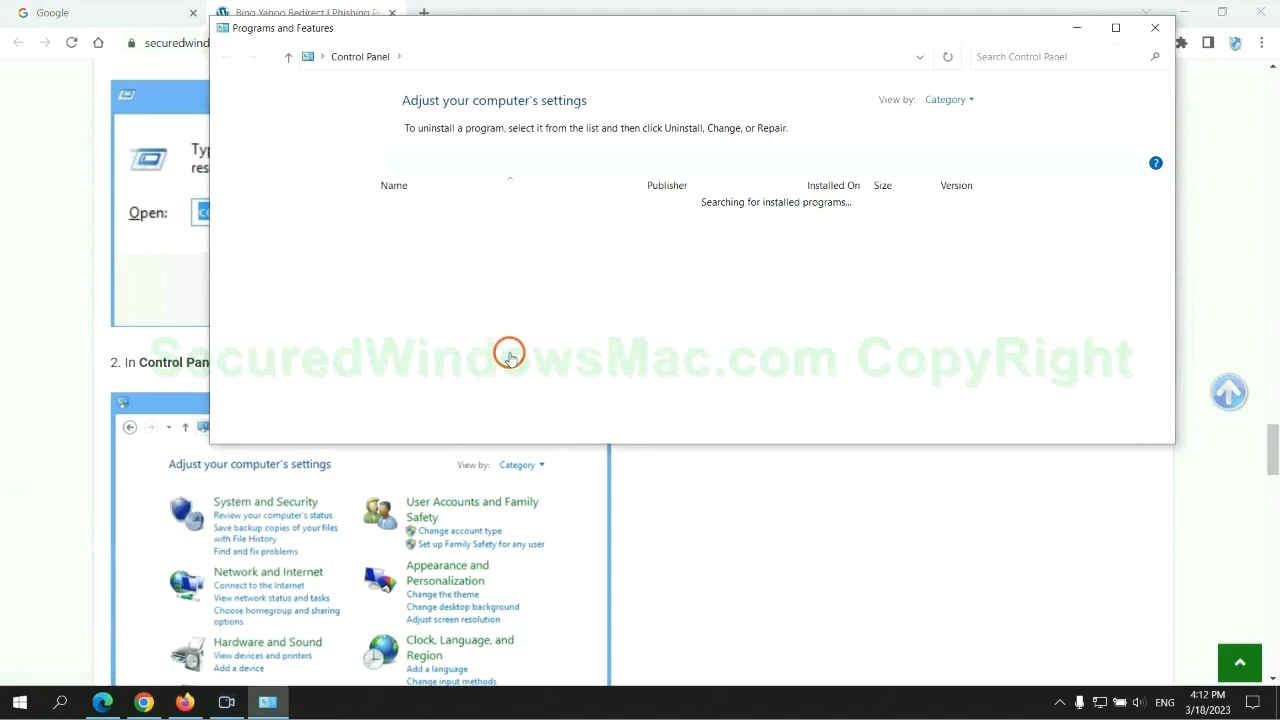 Google
Bing Yahoo Redirect | Phishing P
Programs and Features
securedwind
Control Panel
Search Control Panel
Adjust your computer's settings
View by: Category
To uninstall a program, select it from the list and then click Uninstall, Change, or Repair.
?
Name Publisher Installed On Size Version
Searching for installed programs...
Open:
SecuredWindowsMac.com CopyRight
2. In Control Pan
Adjust your computer's settings
View by: Category
System and Security
Review your computer's status
Save backup copies of your files
with File History
Find and fix problems
User Accounts and Family
Safety
Change account type
Set up Family Safety for any user
Network and Internet
Connect to the Internet
View network status and tasks
Choose homegroup and sharing
options
Appearance and
Personalization
Change the theme
Change desktop background
Adjust screen resolution
Hardware and Sound
View devices and printers
Add a device
Clock, Language, and
Region
Add a language
Change input methods
ENG
4:12 PM
3/18/2023